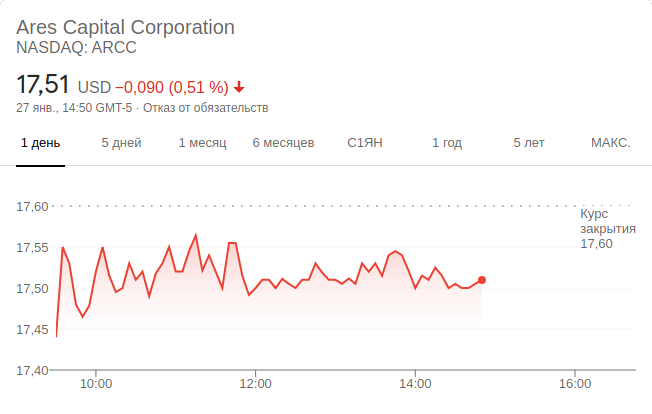 Ares Capital Corporation
NASDAQ: ARCC
17,51 USD −0,090 (0,51 %)
27 янв., 14:50 GMT-5 · Отказ от обязательств
1 день 5 дней 1 месяц 6 месяцев С1ЯН 1 год 5 лет МАКС.
17,60
Курс
закрытия
17,60
17,55
17,50
17,45
17,40
10:00 12:00 14:00 16:00